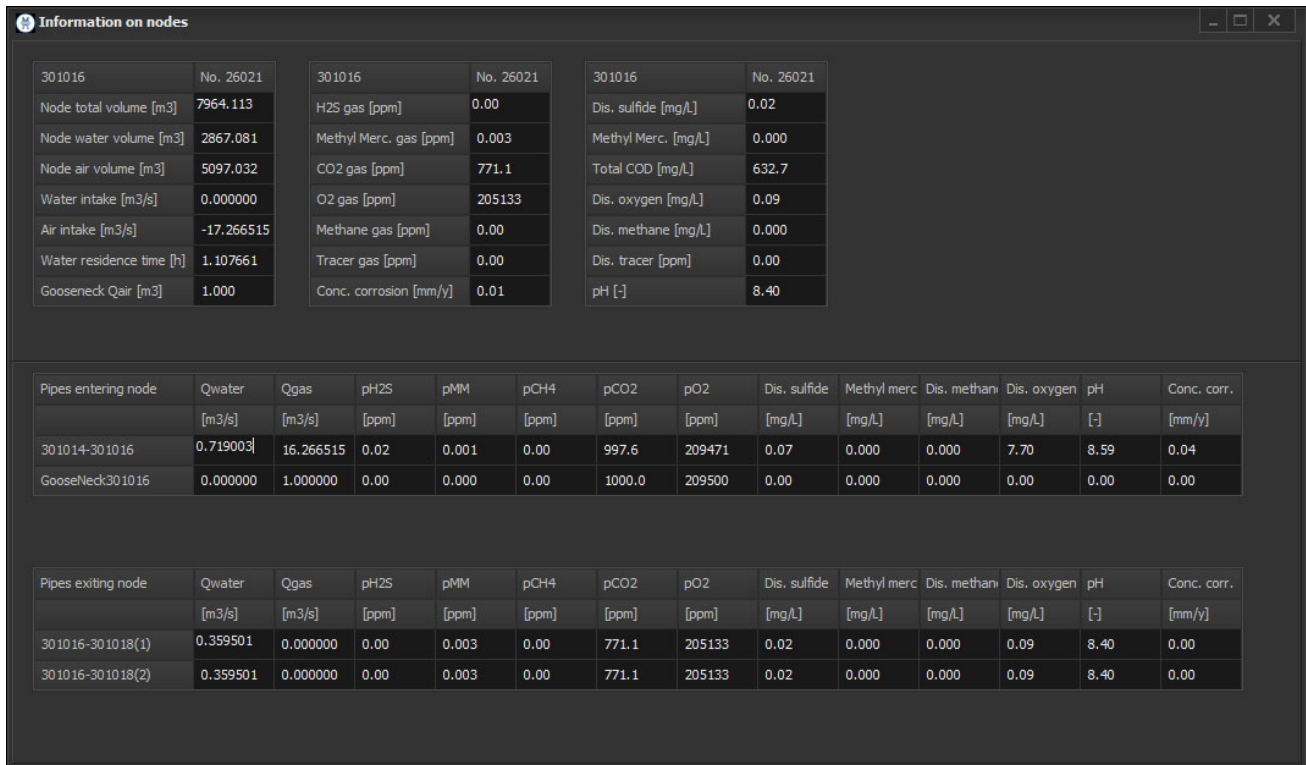 Information on nodes
301016 No. 26021 301016 No. 26021 301016 No. 26021
Node total volume [m3] 7964.113 H2S gas [ppm] 0.00 Dis. sulfide [mg/L] 0.02
Node water volume [m3] 2867.081 Methyl Merc. gas [ppm] 0.003 Methyl Merc. [mg/L] 0.000
Node air volume [m3] 5097.032 CO2 gas [ppm] 771.1 Total COD [mg/L] 632.7
Water intake [m3/s] 0.000000 O2 gas [ppm] 205133 Dis. oxygen [mg/L] 0.09
Air intake [m3/s] -17.266515 Methane gas [ppm] 0.00 Dis. methane [mg/L] 0.000
Water residence time [h] 1.107661 Tracer gas [ppm] 0.00 Dis. tracer [ppm] 0.00
Gooseneck Qair [m3] 1.000 Conc. corrosion [mm/y] 0.01 pH [-] 8.40
Pipes entering node Qwater Qgas pH2S pMM pCH4 pCO2 pO2 Dis. sulfide Methyl merc Dis. methan Dis. oxygen pH Conc. corr.
[m3/s] [m3/s] [ppm] [ppm] [ppm] [ppm] [ppm] [mg/L] [mg/L] [mg/L] [mg/L] [-] [mm/y]
301014-301016 0.719003 16.266515 0.02 0.001 0.00 997.6 209471 0.07 0.000 0.000 7.70 8.59 0.04
GooseNeck301016 0.000000 1.000000 0.00 0.000 0.00 1000.0 209500 0.00 0.000 0.000 0.00 0.00 0.00
Pipes exiting node Qwater Qgas pH2S pMM pCH4 pCO2 pO2 Dis. sulfide Methyl merc Dis. methan Dis. oxygen pH Conc. corr.
[m3/s] [m3/s] [ppm] [ppm] [ppm] [ppm] [ppm] [mg/L] [mg/L] [mg/L] [mg/L] [-] [mm/y]
301016-301018(1) 0.359501 0.000000 0.00 0.003 0.00 771.1 205133 0.02 0.000 0.000 0.09 8.40 0.00
301016-301018(2) 0.359501 0.000000 0.00 0.003 0.00 771.1 205133 0.02 0.000 0.000 0.09 8.40 0.00